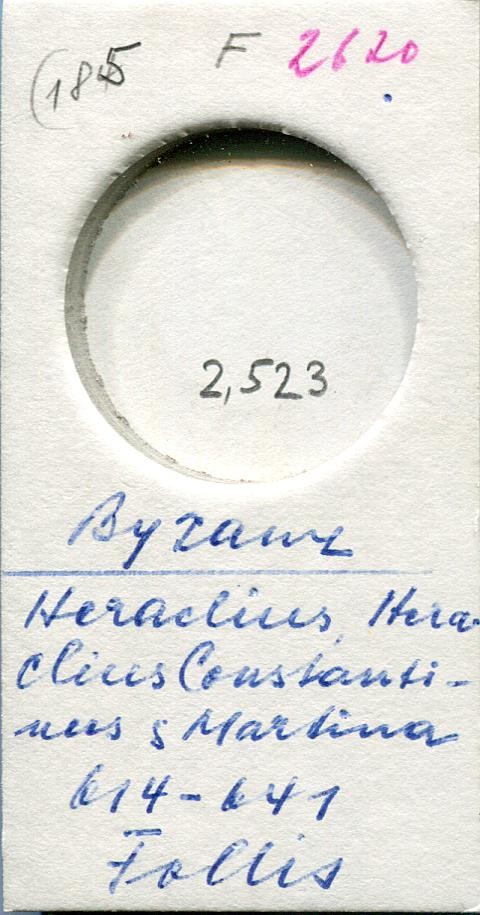 (185 F 2620
2,523
Byzanz
Heraclius, Hera-
clius Constanti-
nus & Martina
614-641
Follis